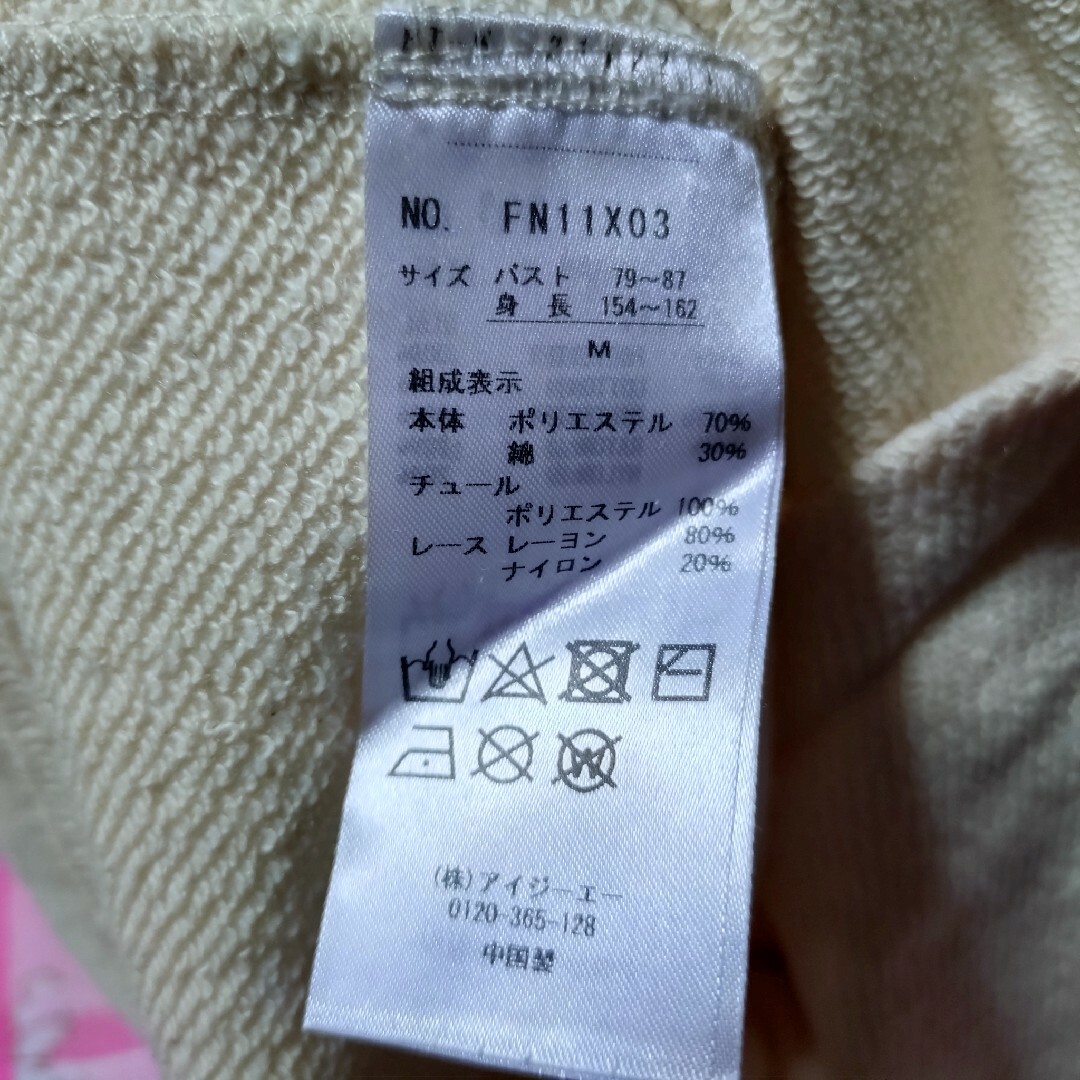 NO. FN11X03
サイズ バスト 79～87
身 長 154～162
M
組成表示
本体 ポリエステル 70%
綿 30%
チュール
ポリエステル 100%
レース レーヨン 80%
ナイロン 20%
(株)アイジーエー
0120-365-128
中国製